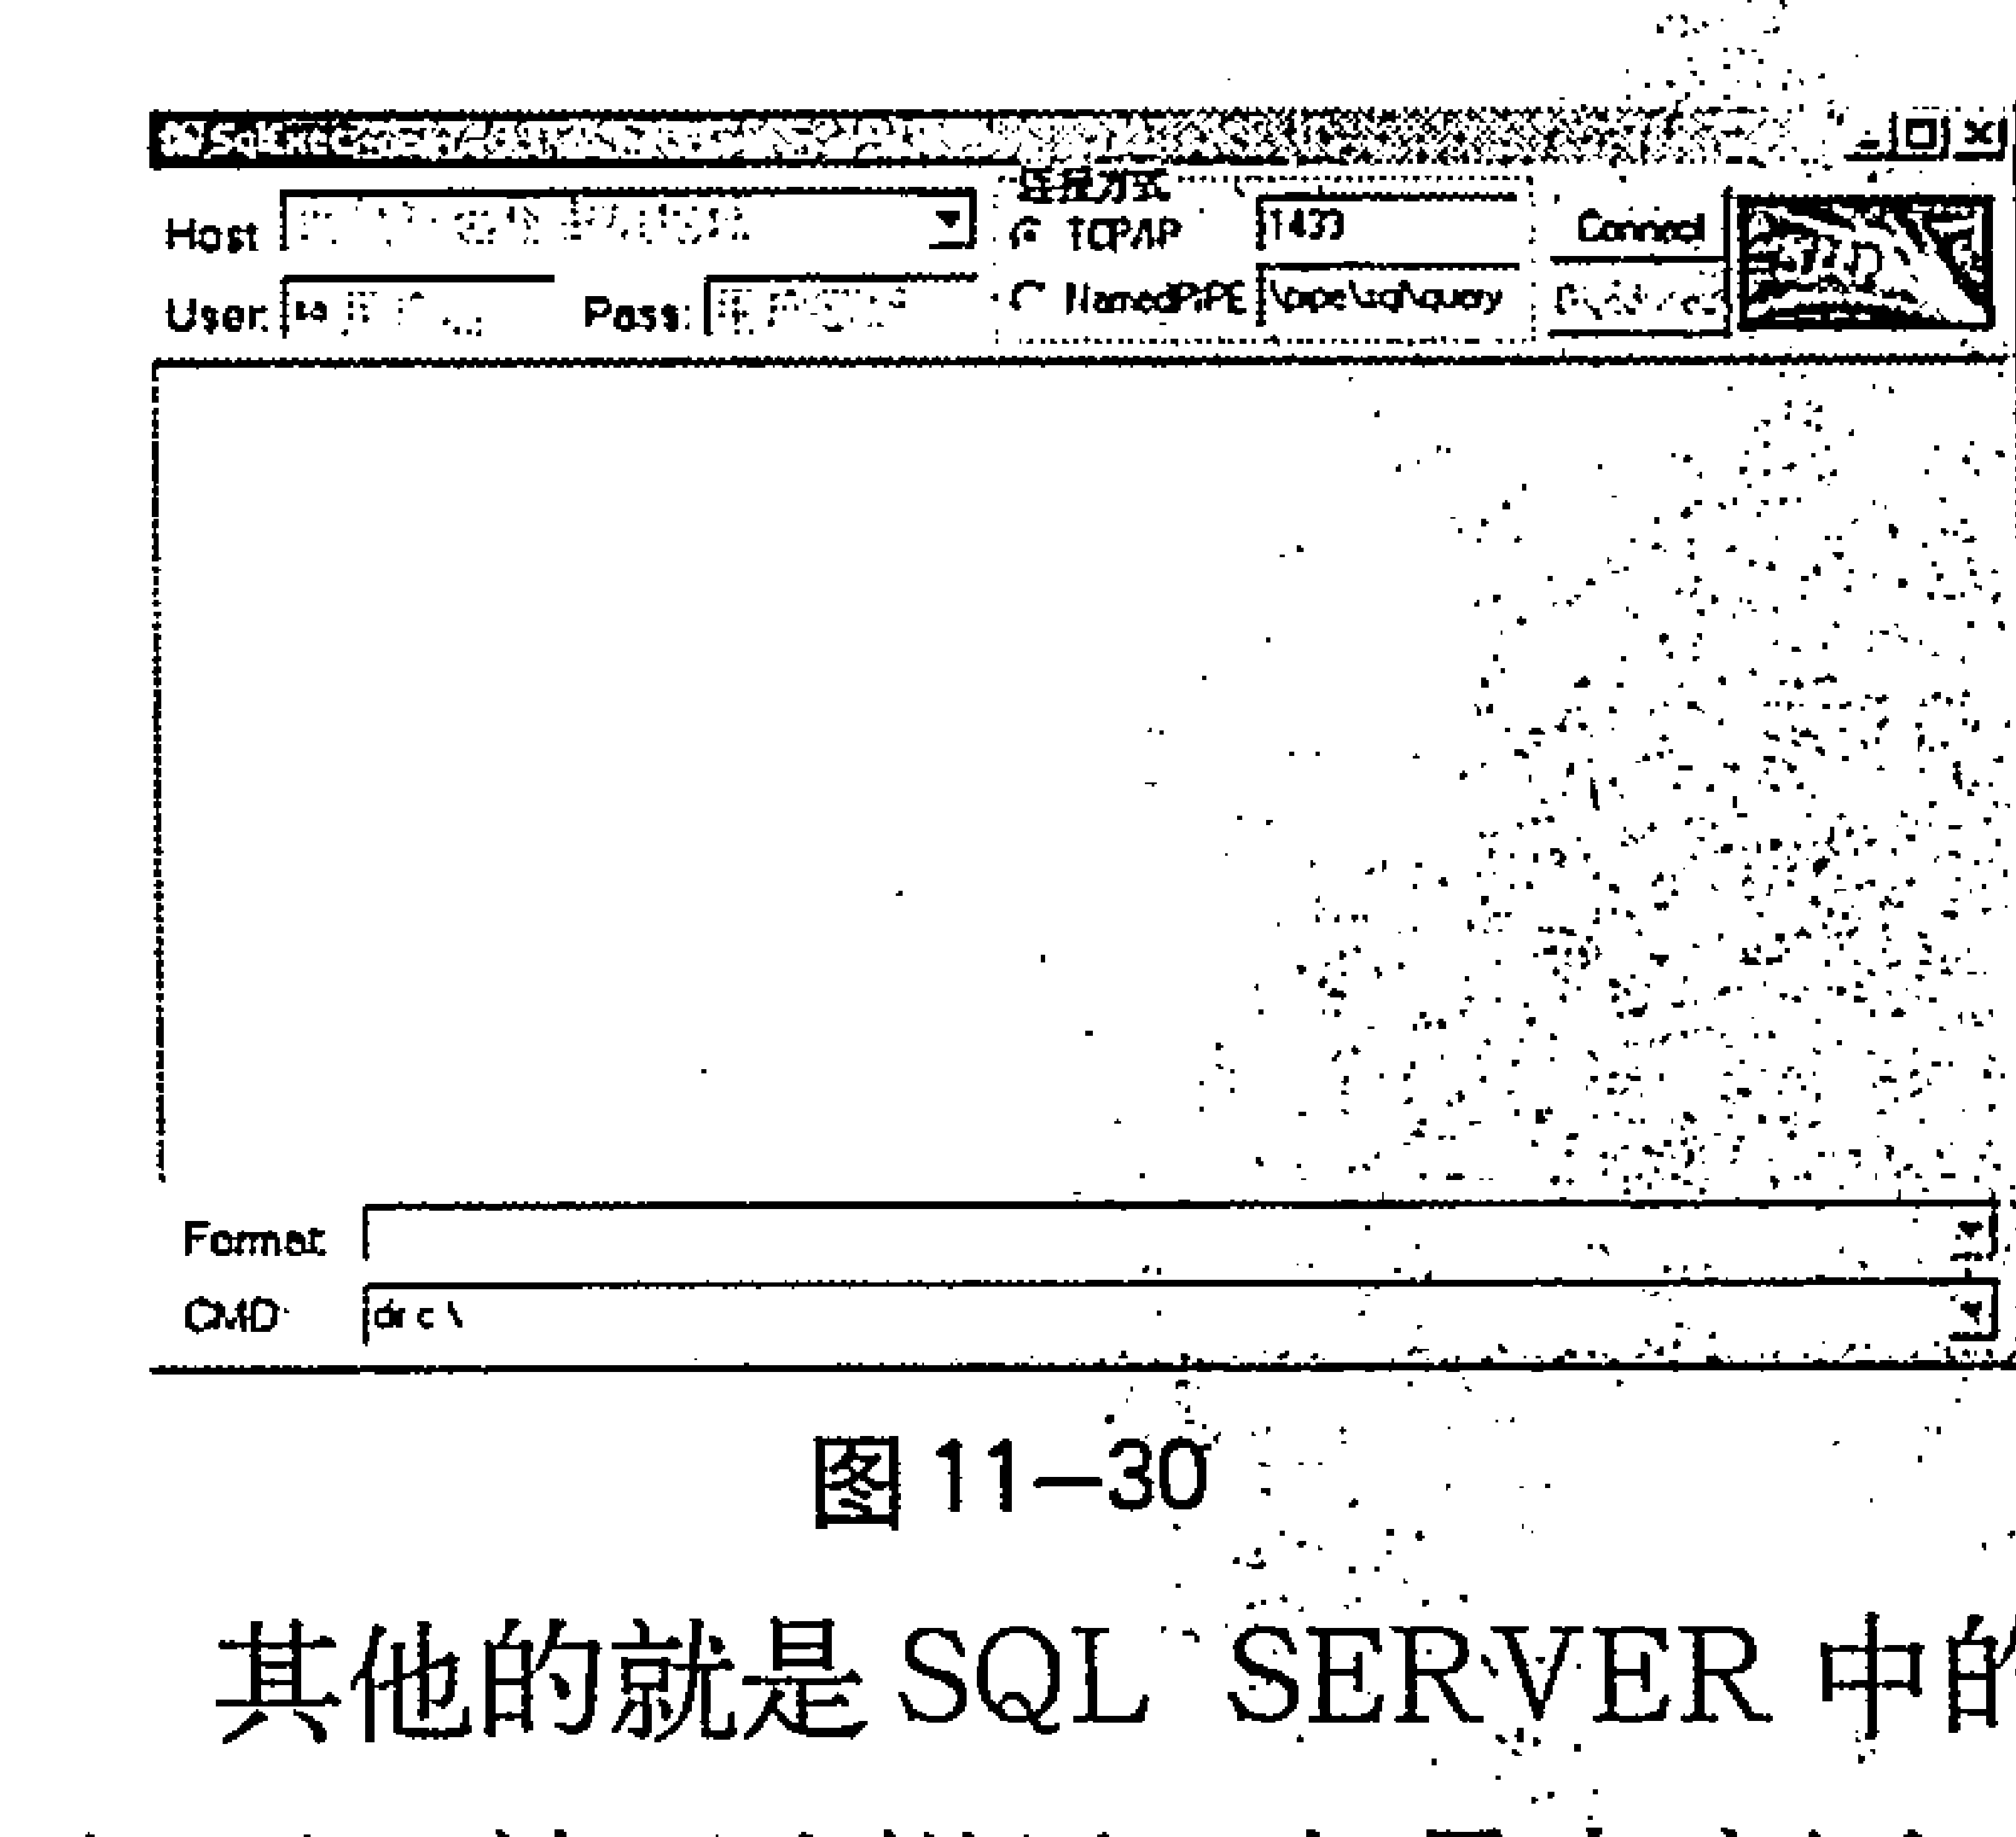 连接方式
Host
TCP/IP 1433 Connect
User: sa Pass:
NamedPiPE \\pipe\sql\query
Format
CMD dir c:\
图 11-30
其他的就是 SQL SERVER 中的